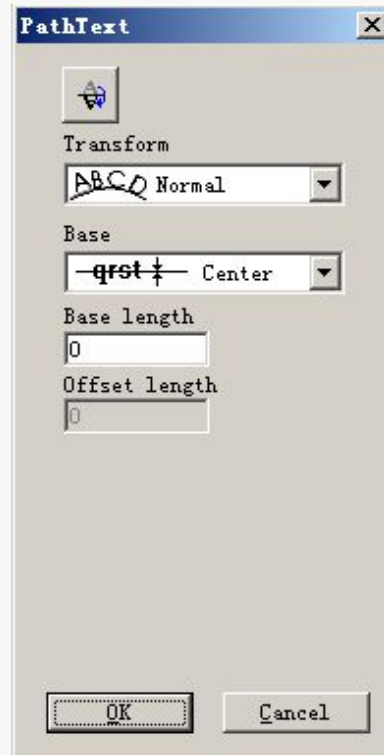 PathText
Transform
ABCD Normal
Base
qrst Center
Base length
0
Offset length
0
OK
Cancel